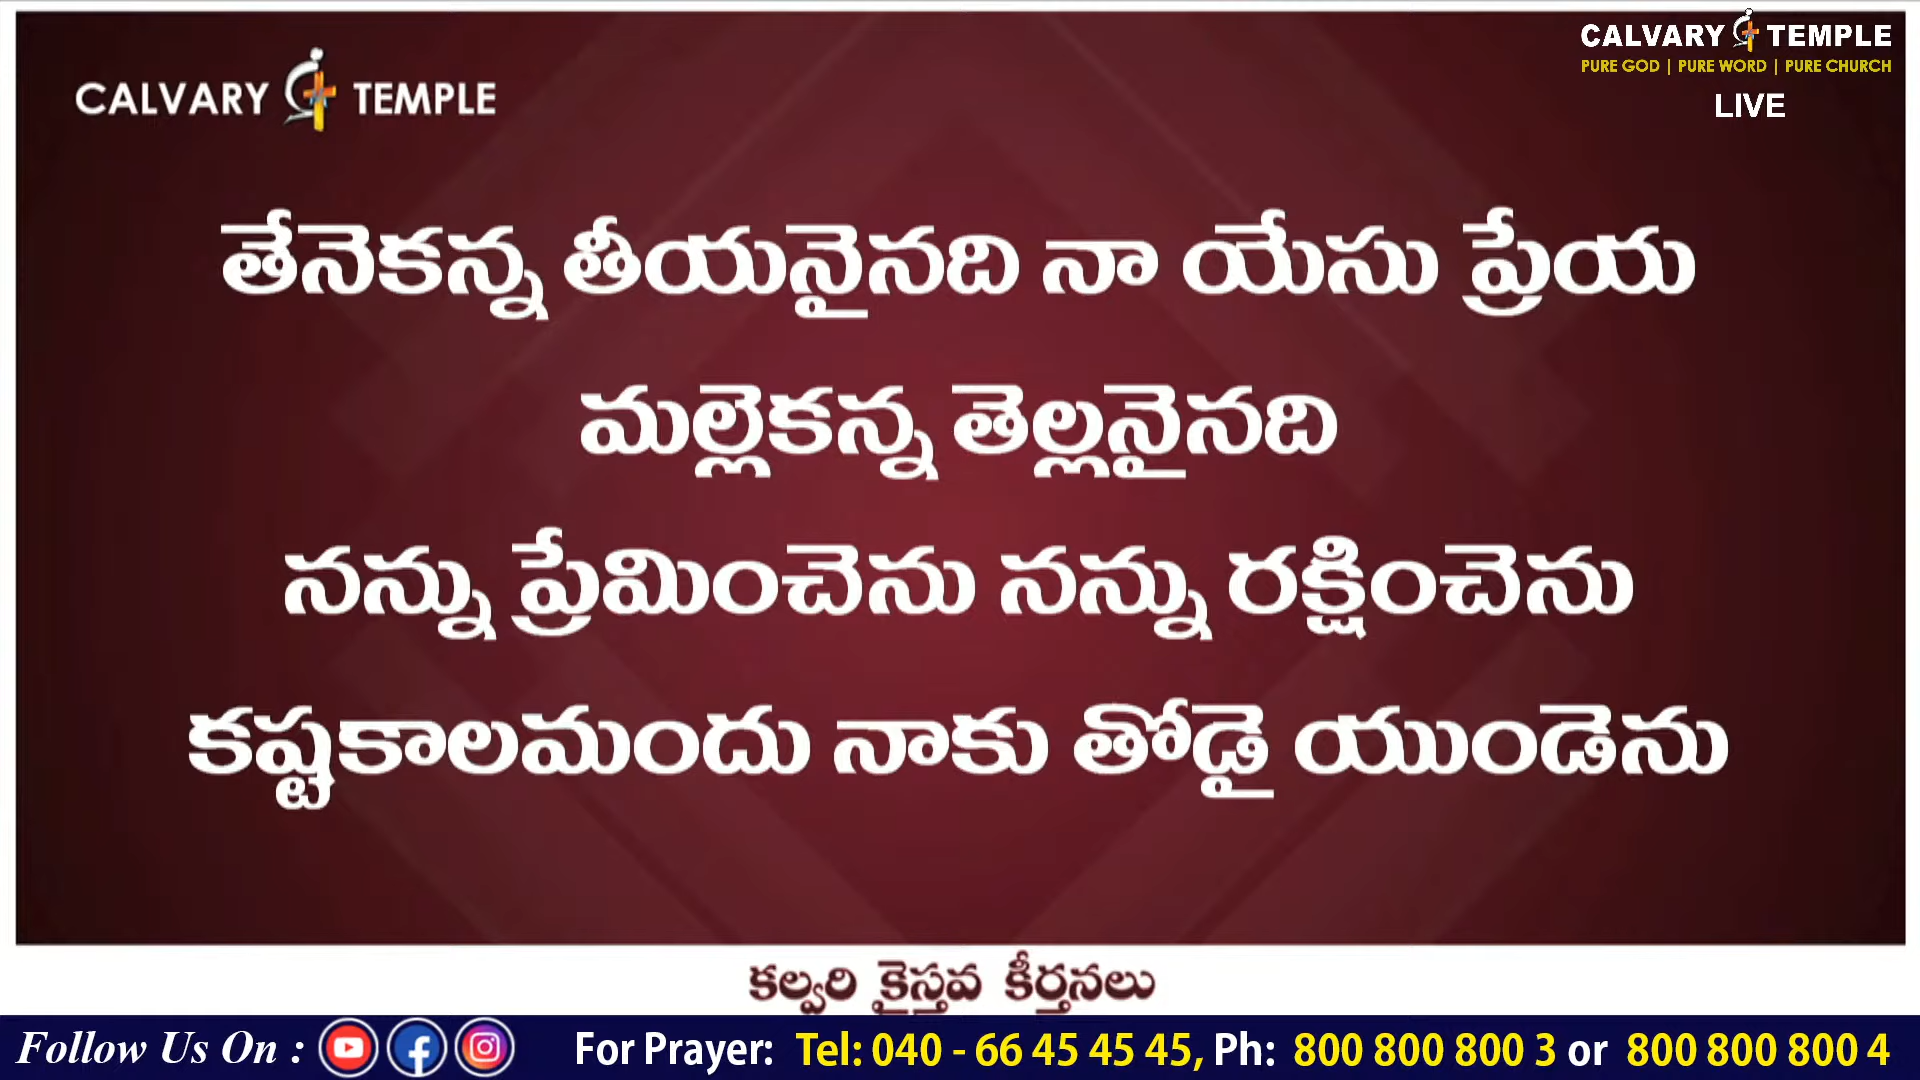 CALVARY TEMPLE
CALVARY TEMPLE
PURE GOD | PURE WORD | PURE CHURCH
LIVE
తేనెకన్న తీయనైనది నా యేసు ప్రేయ
మల్లెకన్న తెల్లనైనది
నన్ను ప్రేమించెను నన్ను రక్షించెను
కష్టకాలమందు నాకు తోడై యుండెను
కల్వరి క్రైస్తవ కీర్తనలు
Follow Us On :
For Prayer: Tel: 040 - 66 45 45 45, Ph: 800 800 800 3 or 800 800 800 4